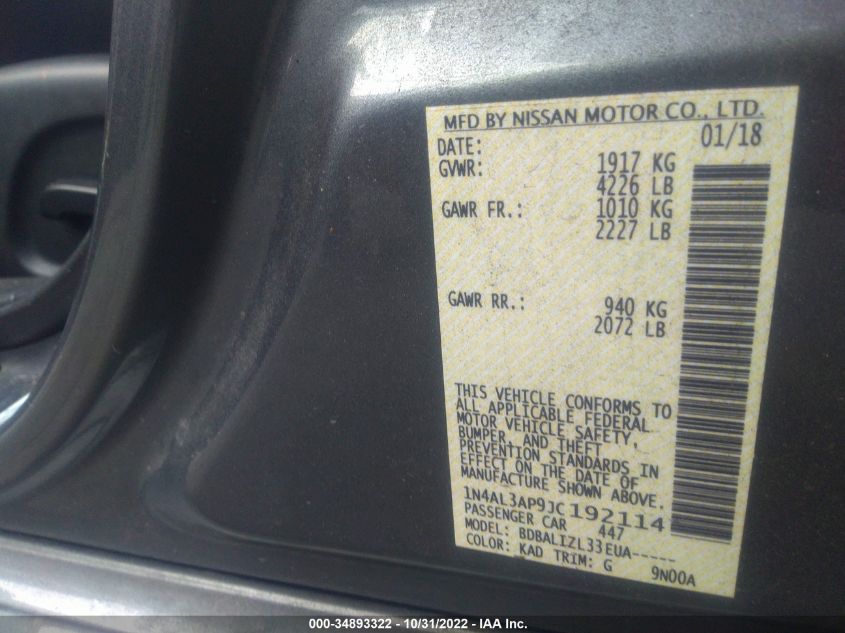 MFD BY NISSAN MOTOR CO., LTD.
DATE: 01/18
GVWR: 1917 KG
4226 LB
GAWR FR.: 1010 KG
2227 LB
GAWR RR.: 940 KG
2072 LB
THIS VEHICLE CONFORMS TO
ALL APPLICABLE FEDERAL
MOTOR VEHICLE SAFETY,
BUMPER, AND THEFT
PREVENTION STANDARDS IN
EFFECT ON THE DATE OF
MANUFACTURE SHOWN ABOVE.
1N4AL3AP9JC192114
PASSENGER CAR 447
MODEL: BDBALIZL33EUA-----
COLOR: KAD TRIM: G 9N00A
000-34893322 - 10/31/2022 - IAA Inc.